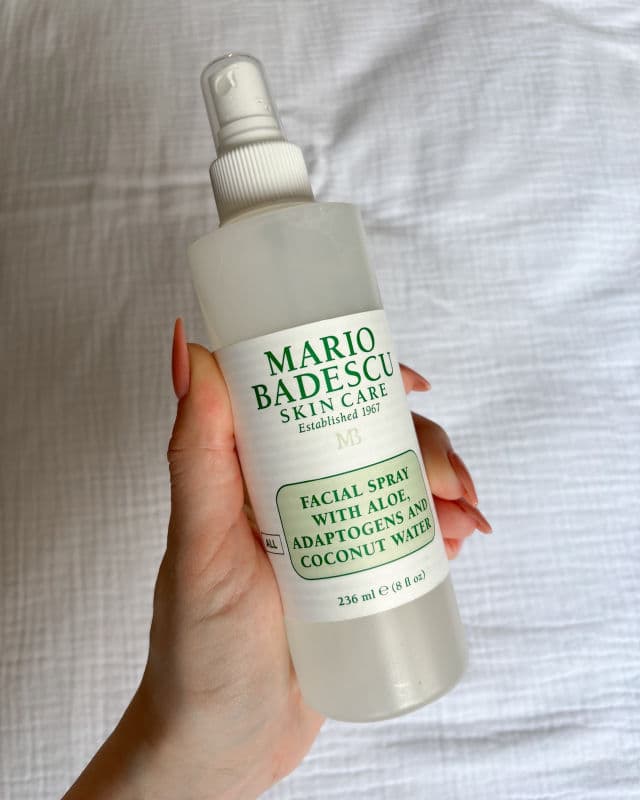 MARIO
BADESCU
SKIN CARE
Established 1967
MB
FACIAL SPRAY
WITH ALOE,
ADAPTOGENS AND
COCONUT WATER
ALL
236 ml ℮ (8 fl oz)